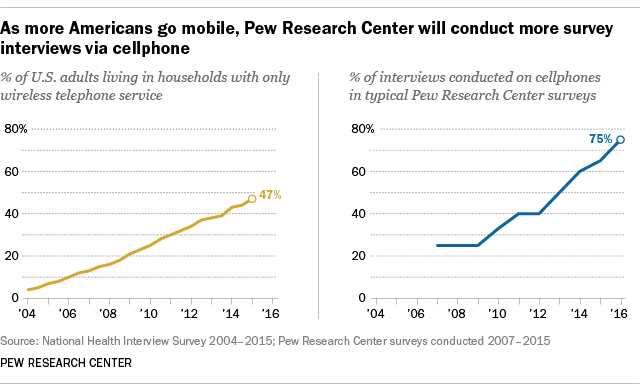 As more Americans go mobile, Pew Research Center will conduct more survey
interviews via cellphone
% of U.S. adults living in households with only
wireless telephone service
80%
60
40
20
0
47%
’04 ’06 ’08 ’10 ’12 ’14 ’16
% of interviews conducted on cellphones
in typical Pew Research Center surveys
80%
60
40
20
0
75%
’04 ’06 ’08 ’10 ’12 ’14 ’16
Source: National Health Interview Survey 2004–2015; Pew Research Center surveys conducted 2007–2015
PEW RESEARCH CENTER